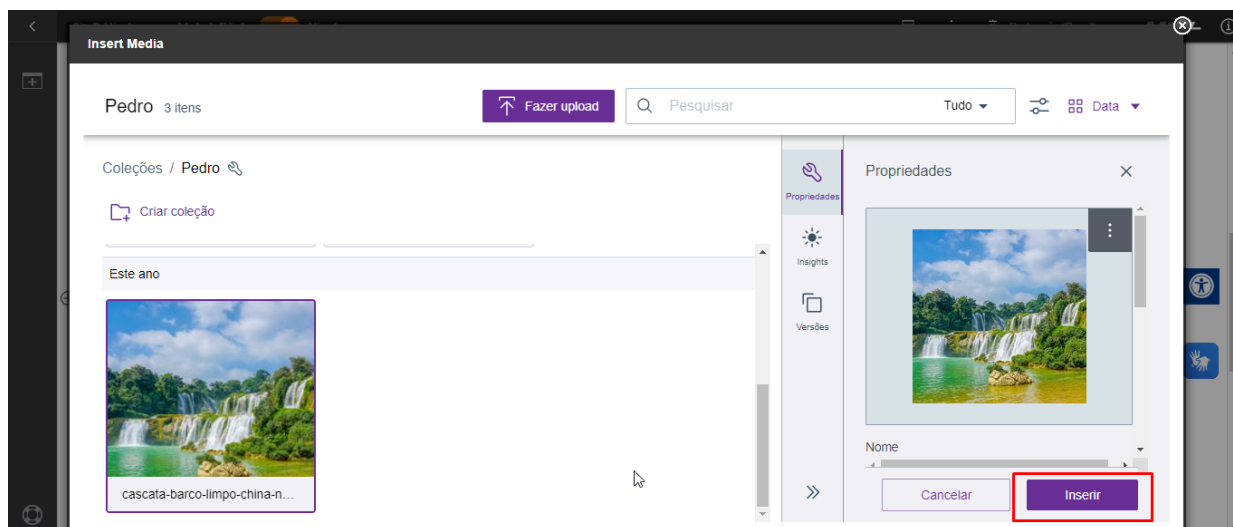 Insert Media
Pedro 3 itens
Fazer upload
Pesquisar
Tudo
Data
Coleções / Pedro
Criar coleção
Este ano
cascata-barco-limpo-china-n...
Propriedades
Insights
Versões
Propriedades
Nome
Cancelar
Inserir